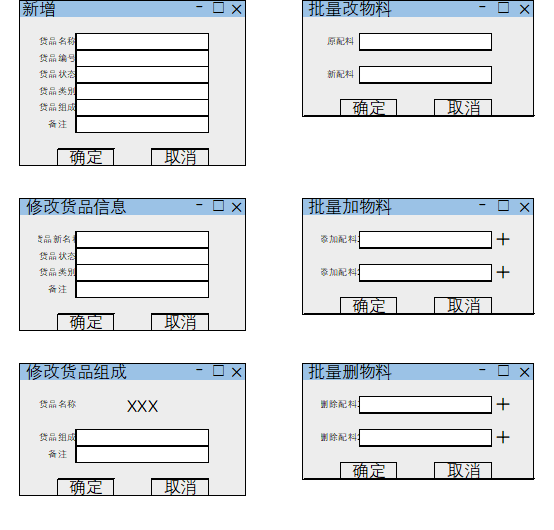 新增
货品名称
货品编号
货品状态
货品类别
货品组成
备注
确定 取消
批量改物料
原配料
新配料
确定 取消
修改货品信息
货品新名称
货品状态
货品类别
备注
确定 取消
批量加物料
添加配料
添加配料
确定 取消
修改货品组成
货品名称 XXX
货品组成
备注
确定 取消
批量删物料
删除配料
删除配料
确定 取消